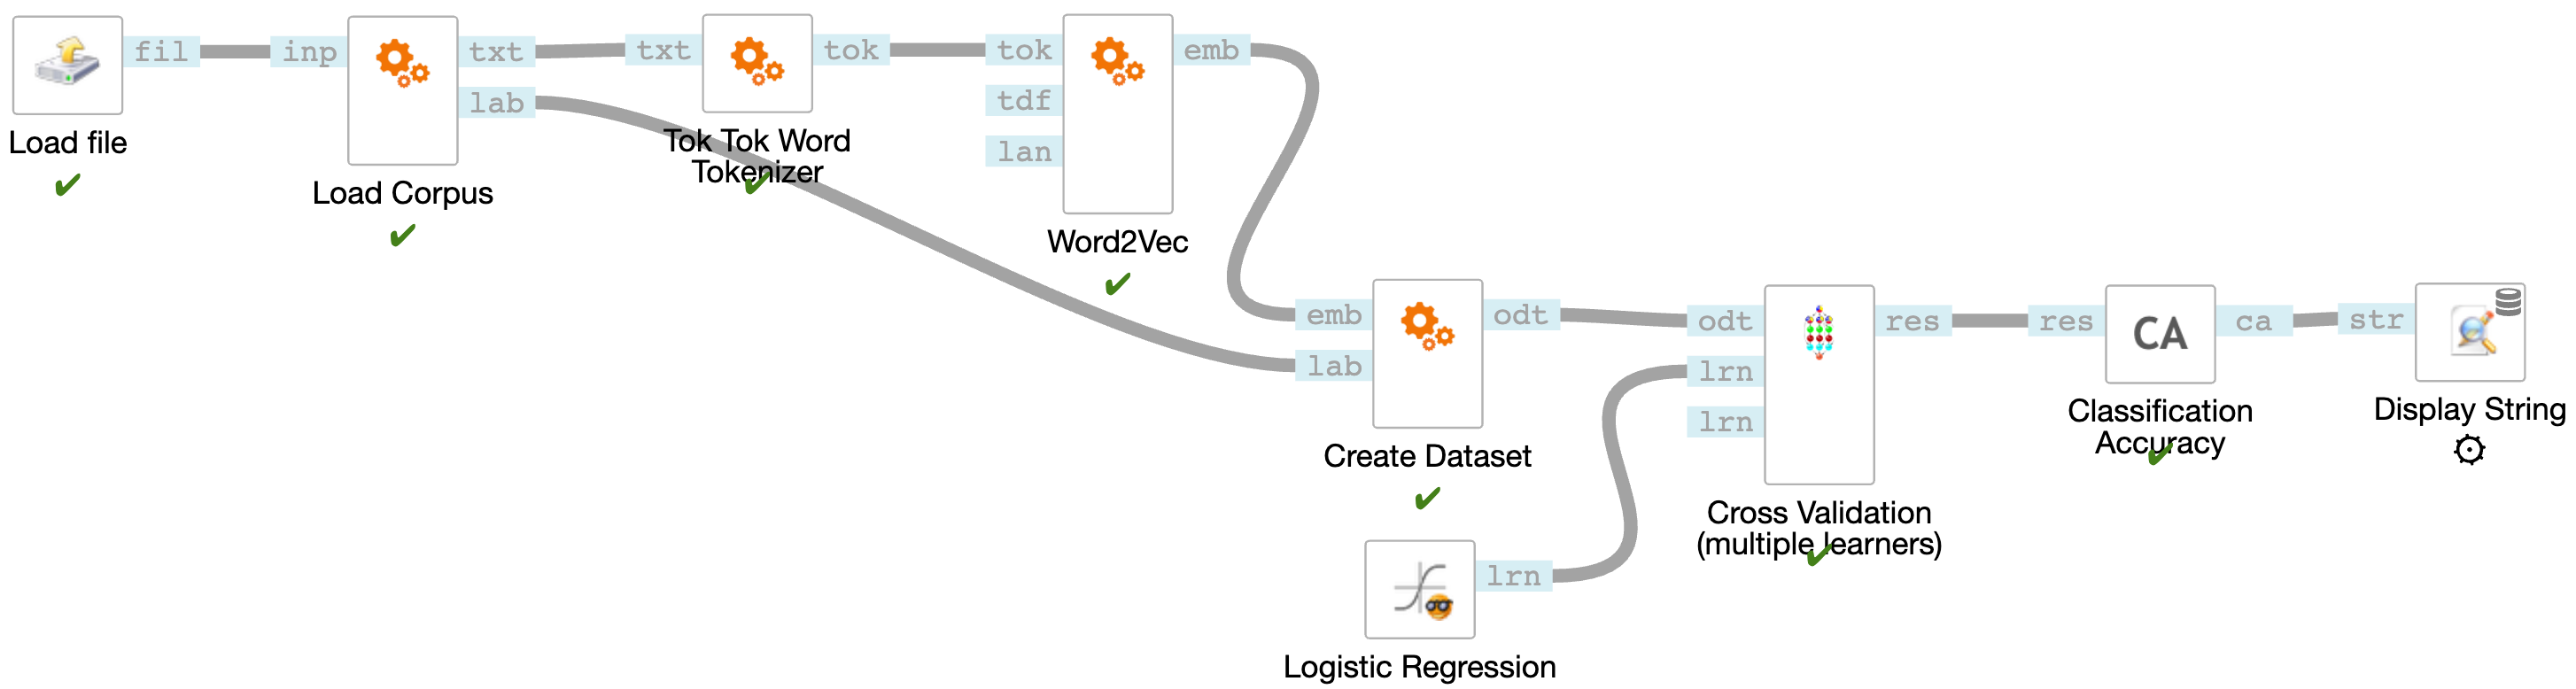 fil
inp
txt
lab
txt
tok
tok
tdf
lan
emb
Load file
Load Corpus
Tok Tok Word
Tokenizer
Word2Vec
emb
lab
odt
odt
lrn
lrn
res
res
CA
ca
str
Create Dataset
Cross Validation
(multiple learners)
Classification
Accuracy
Display String
lrn
Logistic Regression